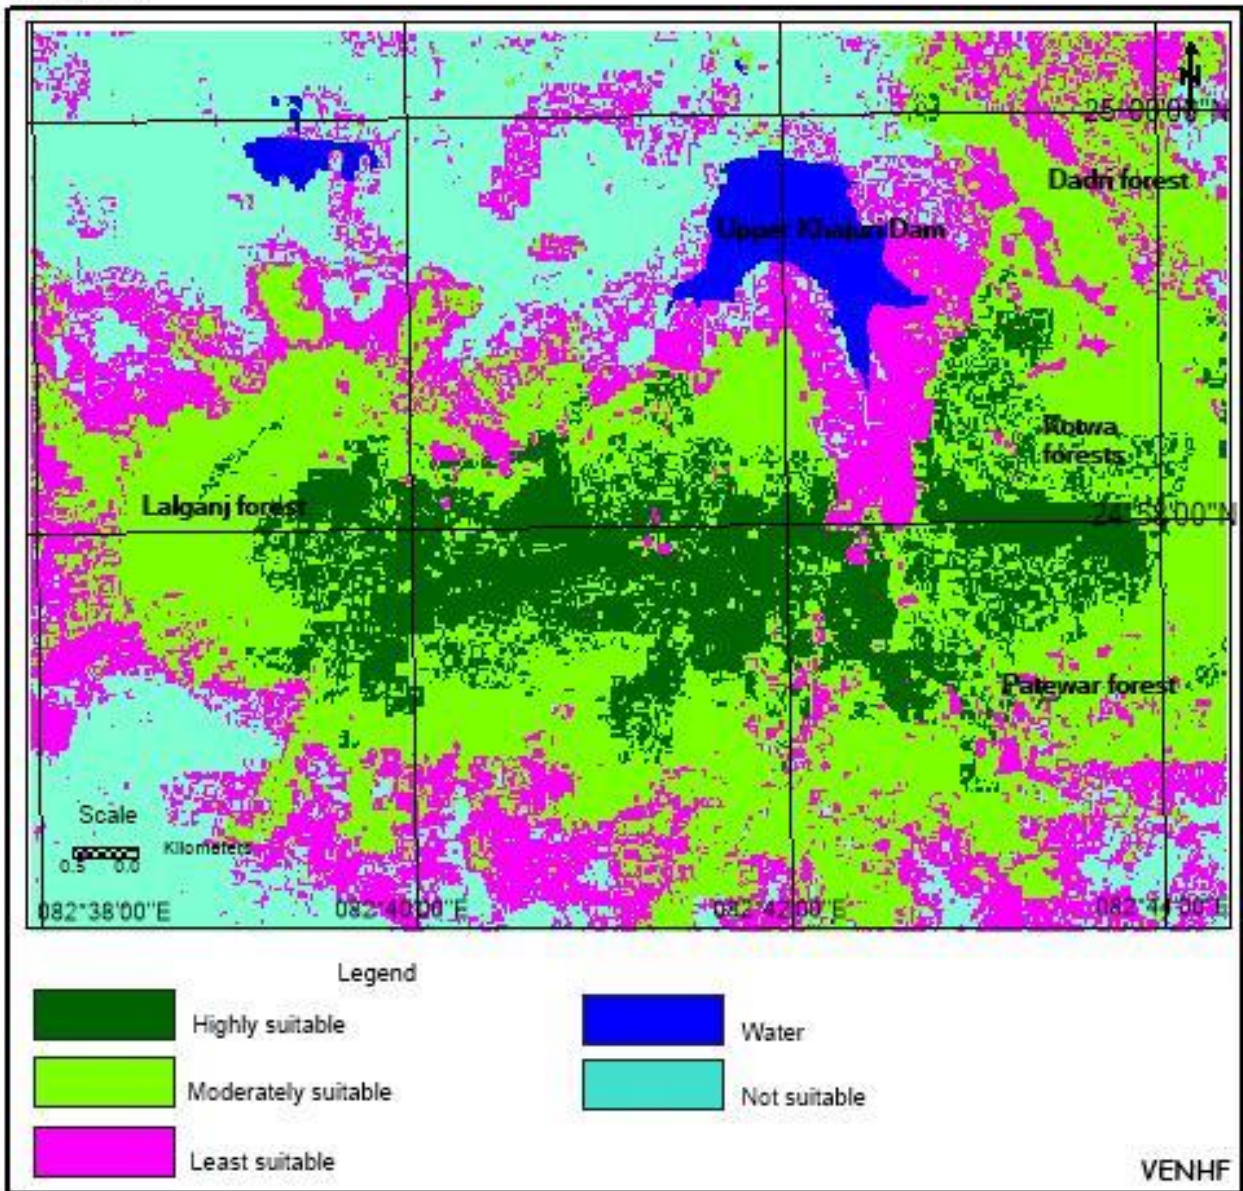 25°00'00"N
Dadri forest
Upper Khajuri Dam
Kotwa
forests
Lalganj forest
24°58'00"N
Patewar forest
Scale
Kilometers
0.5 0.0
082°38'00"E 082°40'00"E 082°42'00"E 082°44'00"E
Legend
Highly suitable
Water
Moderately suitable
Not suitable
Least suitable
VENHF